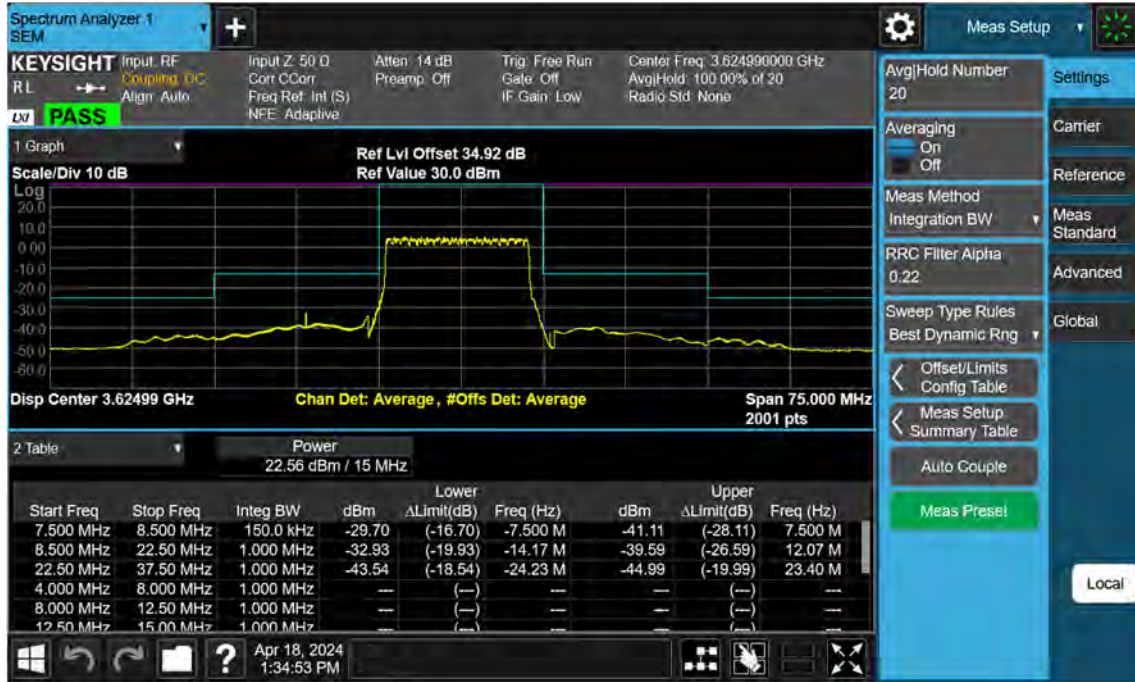 Spectrum Analyzer 1
SEM
Meas Setup
KEYSIGHT
RL
LXI
PASS
Input: RF
Coupling: DC
Align: Auto
Input Z: 50 Ω
Corr CCorr
Freq Ref: Int (S)
NFE: Adaptive
Atten: 14 dB
Preamp: Off
Trig: Free Run
Gate: Off
IF Gain: Low
Center Freq: 3.624990000 GHz
Avg|Hold: 100.00% of 20
Radio Std: None
1 Graph
Scale/Div 10 dB
Ref Lvl Offset 34.92 dB
Ref Value 30.0 dBm
Log
20.0
10.0
0.00
-10.0
-20.0
-30.0
-40.0
-50.0
-60.0
Disp Center 3.62499 GHz
Chan Det: Average , #Offs Det: Average
Span 75.000 MHz
2001 pts
2 Table
Power
22.56 dBm / 15 MHz
Lower Upper
Start Freq Stop Freq Integ BW dBm ΔLimit(dB) Freq (Hz) dBm ΔLimit(dB) Freq (Hz)
7.500 MHz 8.500 MHz 150.0 kHz -29.70 (-16.70) -7.500 M -41.11 (-28.11) 7.500 M
8.500 MHz 22.50 MHz 1.000 MHz -32.93 (-19.93) -14.17 M -39.59 (-26.59) 12.07 M
22.50 MHz 37.50 MHz 1.000 MHz -43.54 (-18.54) -24.23 M -44.99 (-19.99) 23.40 M
4.000 MHz 8.000 MHz 1.000 MHz --- (---) --- --- (---) ---
8.000 MHz 12.50 MHz 1.000 MHz --- (---) --- --- (---) ---
12.50 MHz 15.00 MHz 1.000 MHz --- (---) --- --- (---) ---
Apr 18, 2024
1:34:53 PM
?
Avg|Hold Number
20
Averaging
On
Off
Meas Method
Integration BW
RRC Filter Alpha
0.22
Sweep Type Rules
Best Dynamic Rng
Offset/Limits
Config Table
Meas Setup
Summary Table
Auto Couple
Meas Preset
Settings
Carrier
Reference
Meas
Standard
Advanced
Global
Local